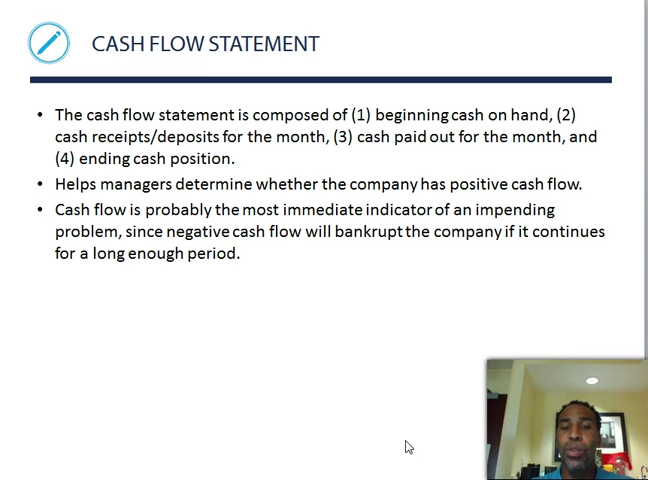 CASH FLOW STATEMENT
• The cash flow statement is composed of (1) beginning cash on hand, (2)
cash receipts/deposits for the month, (3) cash paid out for the month, and
(4) ending cash position.
• Helps managers determine whether the company has positive cash flow.
• Cash flow is probably the most immediate indicator of an impending
problem, since negative cash flow will bankrupt the company if it continues
for a long enough period.